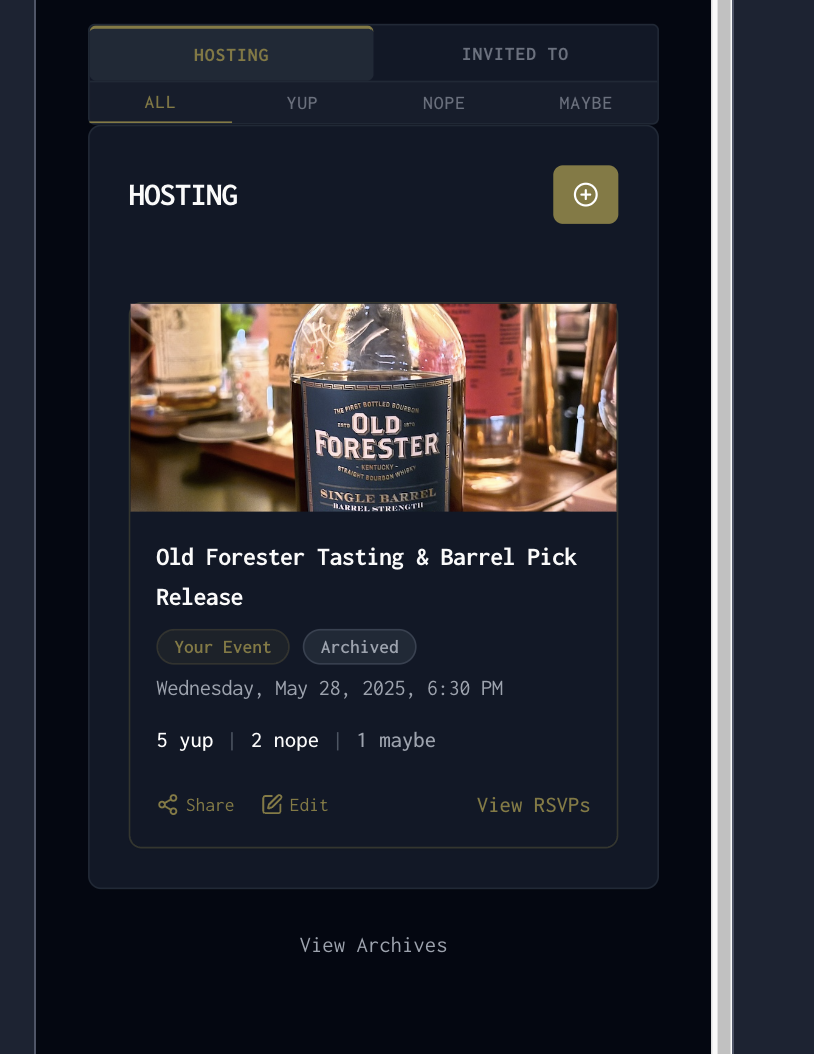 HOSTING
INVITED TO
ALL
YUP
NOPE
MAYBE
HOSTING
THE FIRST BOTTLED BOURBON
ESTD 1870
OLD
FORESTER
- KENTUCKY -
STRAIGHT BOURBON WHISKY
SINGLE BARREL
BARREL STRENGTH
Old Forester Tasting & Barrel Pick
Release
Your Event
Archived
Wednesday, May 28, 2025, 6:30 PM
5 yup | 2 nope | 1 maybe
Share
Edit
View RSVPs
View Archives